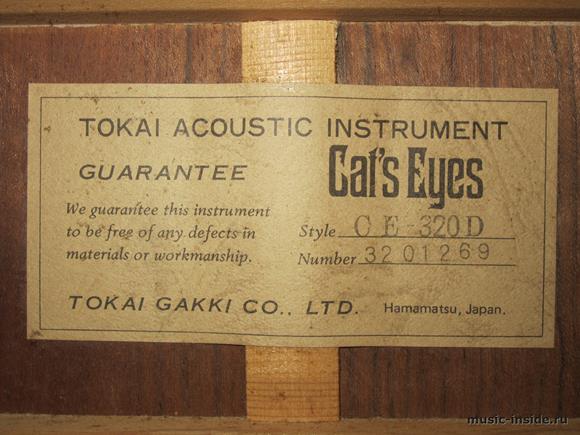 TOKAI ACOUSTIC INSTRUMENT
GUARANTEE
Cat's Eyes
We guarantee this instrument
to be free of any defects in
materials or workmanship.
Style CE-320D
Number 3201269
TOKAI GAKKI CO., LTD. Hamamatsu, Japan.
music-inside.ru